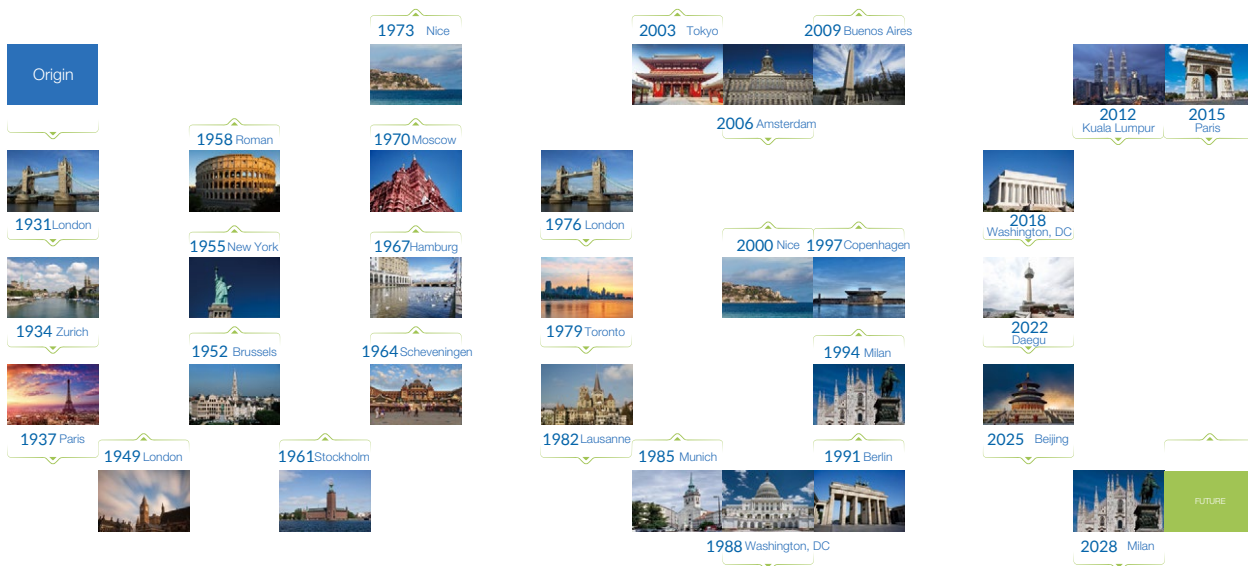 1973 Nice
2003 Tokyo
2009 Buenos Aires
Origin
2012
Kuala Lumpur
2015
Paris
2006 Amsterdam
1958 Roman
1970 Moscow
1931 London
1976 London
2018
Washington, DC
1955 New York
1967 Hamburg
2000 Nice
1997 Copenhagen
1934 Zurich
1979 Toronto
2022
Daegu
1952 Brussels
1964 Scheveningen
1994 Milan
1937 Paris
1982 Lausanne
2025 Beijing
1949 London
1961 Stockholm
1985 Munich
1991 Berlin
FUTURE
1988 Washington, DC
2028 Milan